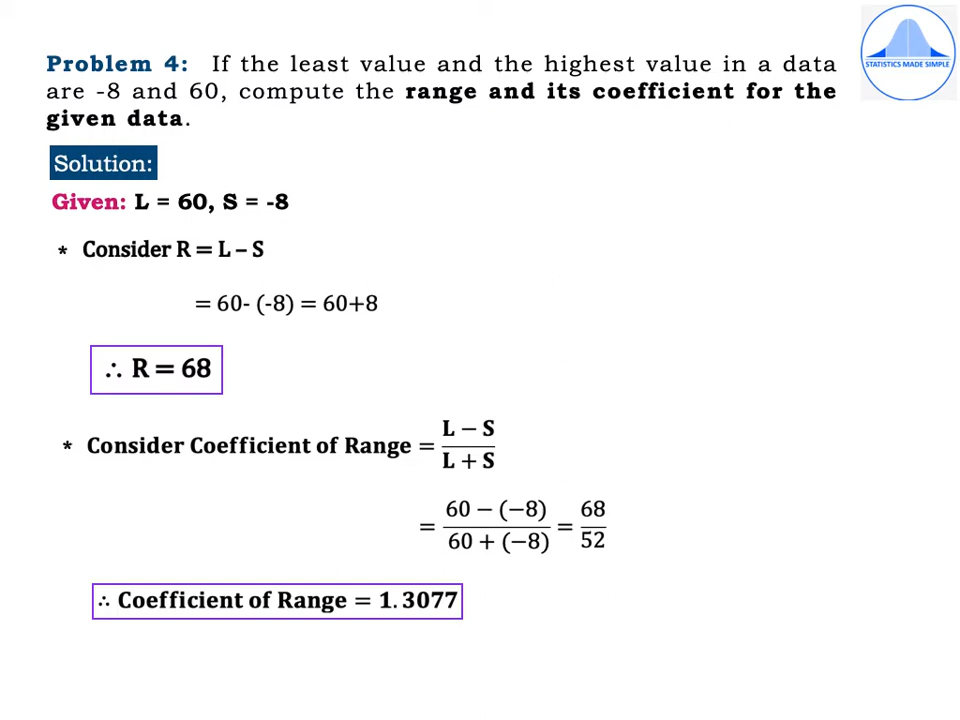 STATISTICS MADE SIMPLE
Problem 4: If the least value and the highest value in a data
are -8 and 60, compute the range and its coefficient for the
given data.
Solution:
Given: L = 60, S = -8
* Consider R = L – S
= 60- (-8) = 60+8
∴ R = 68
* Consider Coefficient of Range = (L − S)/(L + S)
= (60 − (−8))/(60 + (−8)) = 68/52
∴ Coefficient of Range = 1.3077